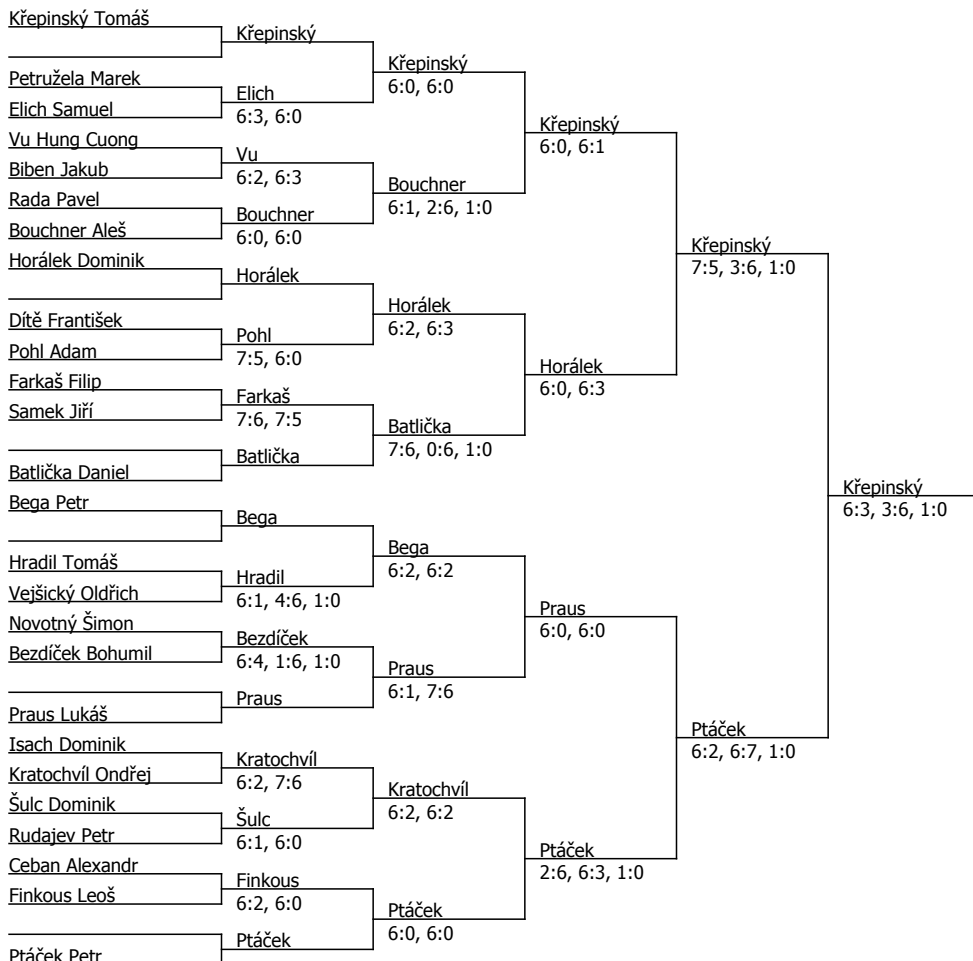 Křepinský Tomáš
Křepinský
Křepinský
6:0, 6:0
Petružela Marek
Elich
6:3, 6:0
Elich Samuel
Křepinský
6:0, 6:1
Vu Hung Cuong
Vu
6:2, 6:3
Biben Jakub
Bouchner
6:1, 2:6, 1:0
Rada Pavel
Bouchner
6:0, 6:0
Bouchner Aleš
Křepinský
7:5, 3:6, 1:0
Horálek Dominik
Horálek
Horálek
6:2, 6:3
Dítě František
Pohl
7:5, 6:0
Pohl Adam
Horálek
6:0, 6:3
Farkaš Filip
Farkaš
7:6, 7:5
Samek Jiří
Batlička
7:6, 0:6, 1:0
Batlička
Batlička Daniel
Křepinský
6:3, 3:6, 1:0
Bega Petr
Bega
Bega
6:2, 6:2
Hradil Tomáš
Hradil
6:1, 4:6, 1:0
Vejšický Oldřich
Praus
6:0, 6:0
Novotný Šimon
Bezdíček
6:4, 1:6, 1:0
Bezdíček Bohumil
Praus
6:1, 7:6
Praus
Praus Lukáš
Ptáček
6:2, 6:7, 1:0
Isach Dominik
Kratochvíl
6:2, 7:6
Kratochvíl Ondřej
Kratochvíl
6:2, 6:2
Šulc Dominik
Šulc
6:1, 6:0
Rudajev Petr
Ptáček
2:6, 6:3, 1:0
Ceban Alexandr
Finkous
6:2, 6:0
Finkous Leoš
Ptáček
6:0, 6:0
Ptáček
Ptáček Petr